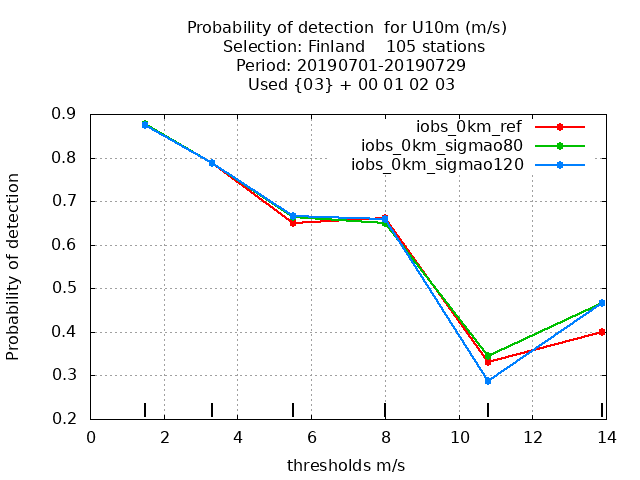 Probability of detection  for U10m (m/s)
Selection: Finland    105 stations
Period: 20190701-20190729
Used {03} + 00 01 02 03
iobs_0km_ref
iobs_0km_sigmao80
iobs_0km_sigmao120
Probability of detection
0.9
0.8
0.7
0.6
0.5
0.4
0.3
0.2
0 2 4 6 8 10 12 14
thresholds m/s